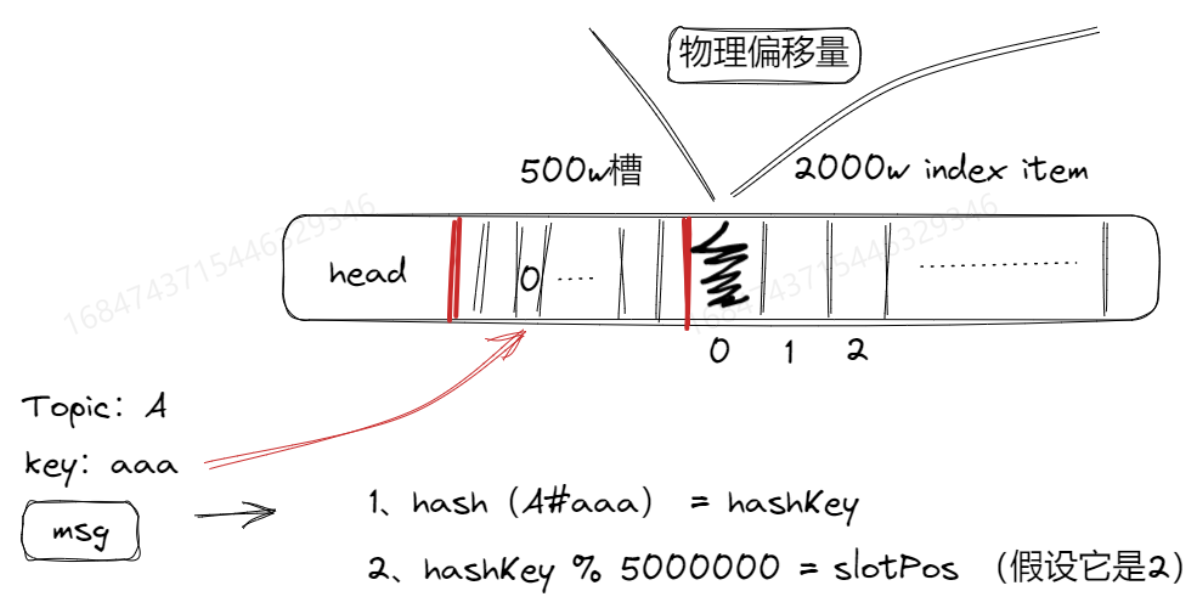 物理偏移量
500w槽
2000w index item
head
0
0 1 2
Topic: A
key: aaa
msg
1、hash (A#aaa) = hashKey
2、hashKey % 5000000 = slotPos (假设它是2)
1684743715446329346
1684743715446329346